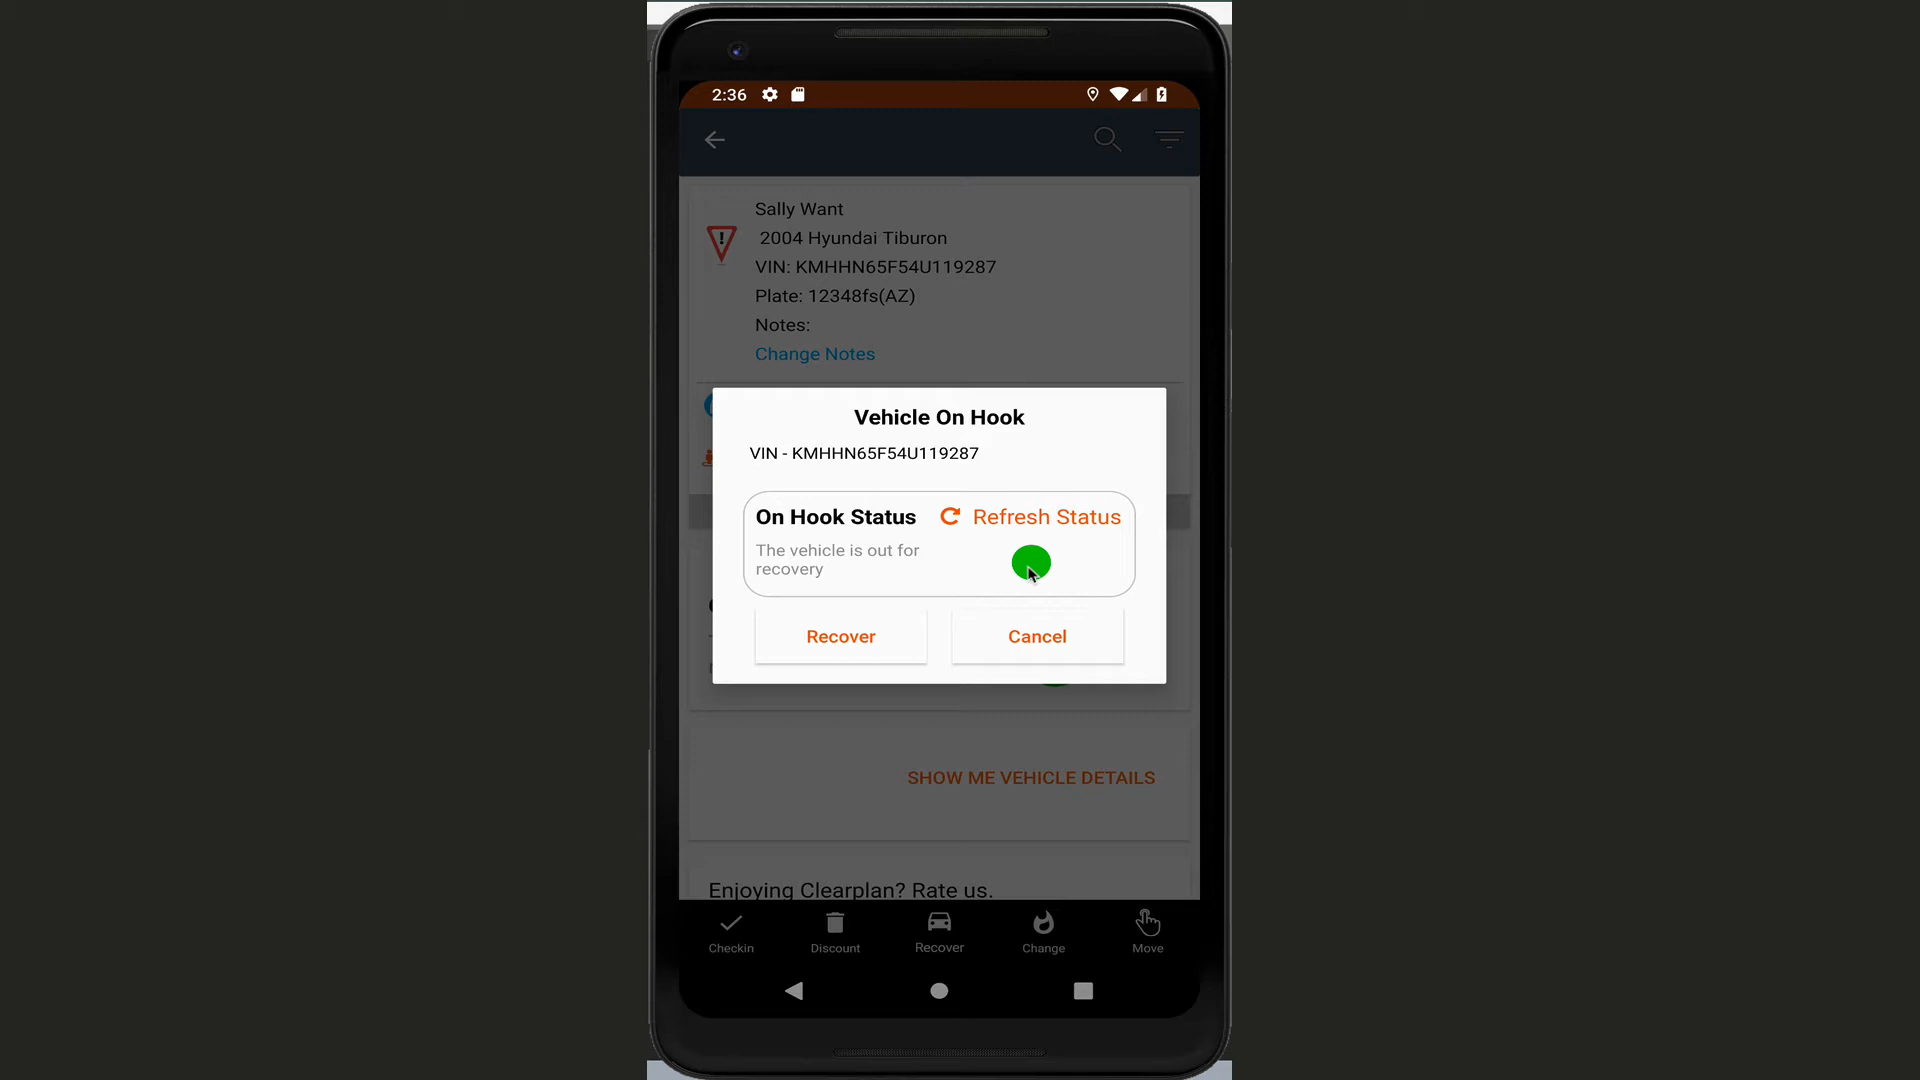 2:36
Sally Want
2004 Hyundai Tiburon
VIN: KMHHN65F54U119287
Plate: 12348fs(AZ)
Notes:
Change Notes
Vehicle On Hook
VIN - KMHHN65F54U119287
On Hook Status
Refresh Status
The vehicle is out for
recovery
Recover
Cancel
SHOW ME VEHICLE DETAILS
Enjoying Clearplan? Rate us.
Checkin
Discount
Recover
Change
Move